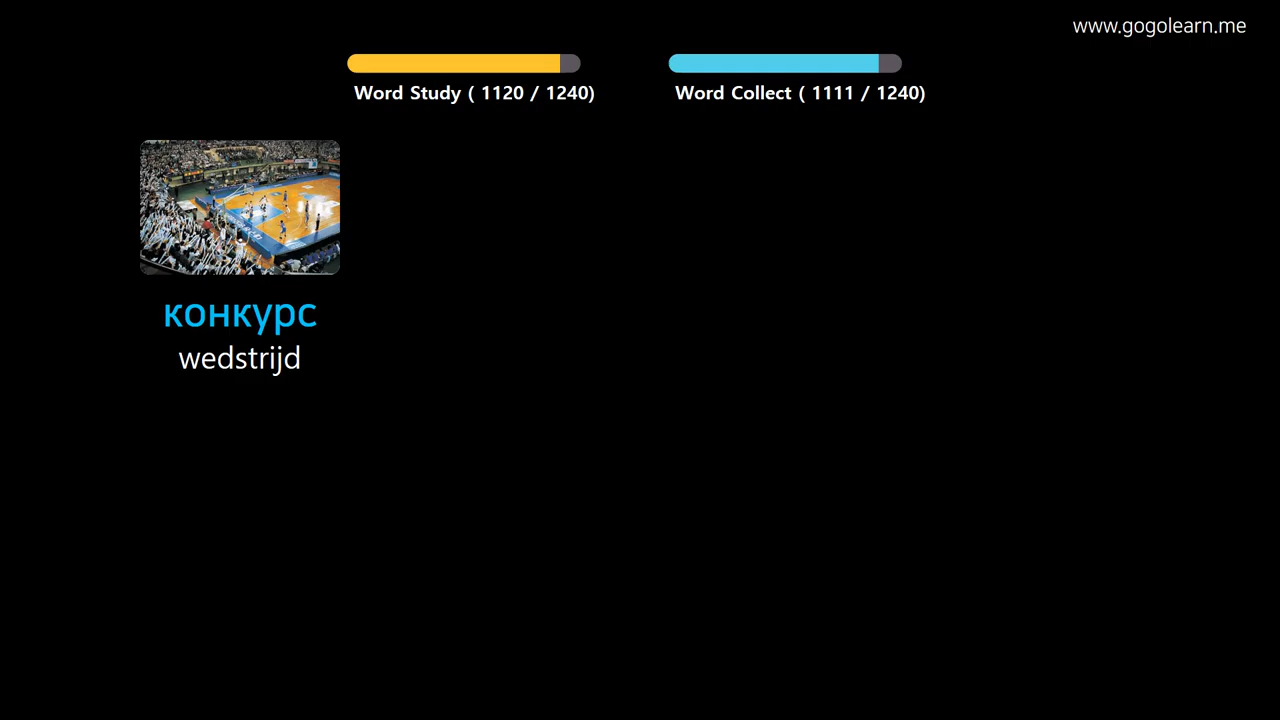 www.gogolearn.me
Word Study ( 1120 / 1240)
Word Collect ( 1111 / 1240)
конкурс
wedstrijd